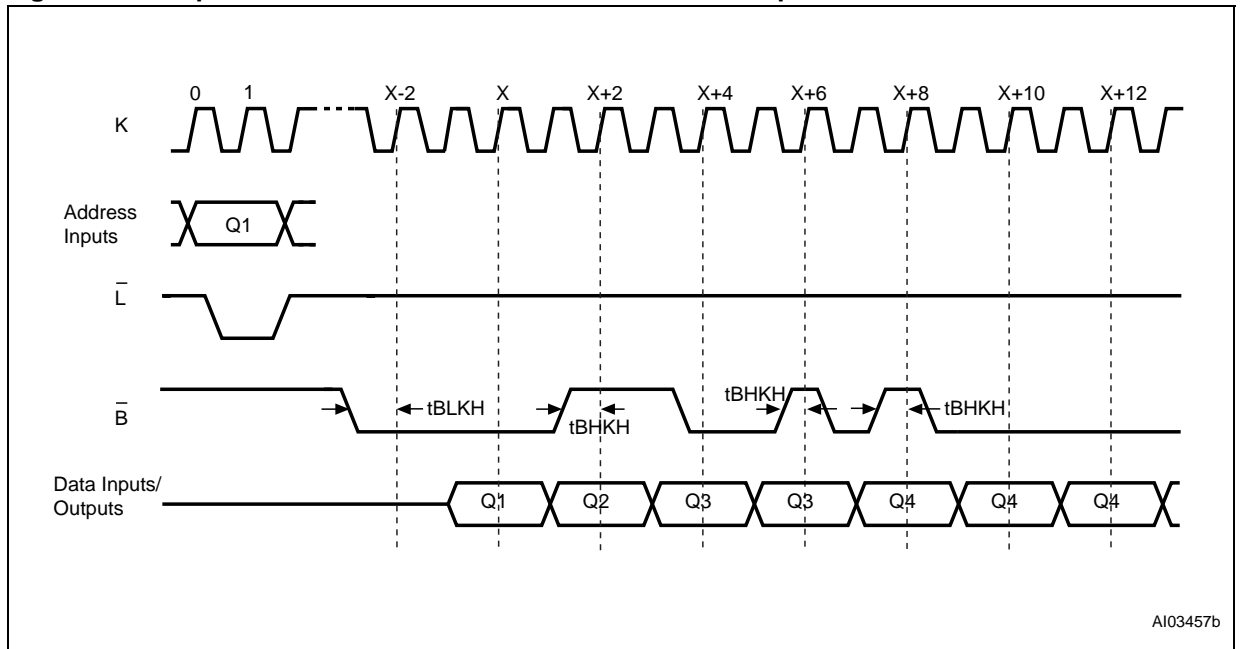 0 1 X-2 X X+2 X+4 X+6 X+8 X+10 X+12
K
Address
Inputs
Q1
L̅
B̅
tBLKH
tBHKH
tBHKH
tBHKH
Data Inputs/
Outputs
Q1 Q2 Q3 Q3 Q4 Q4 Q4
AI03457b